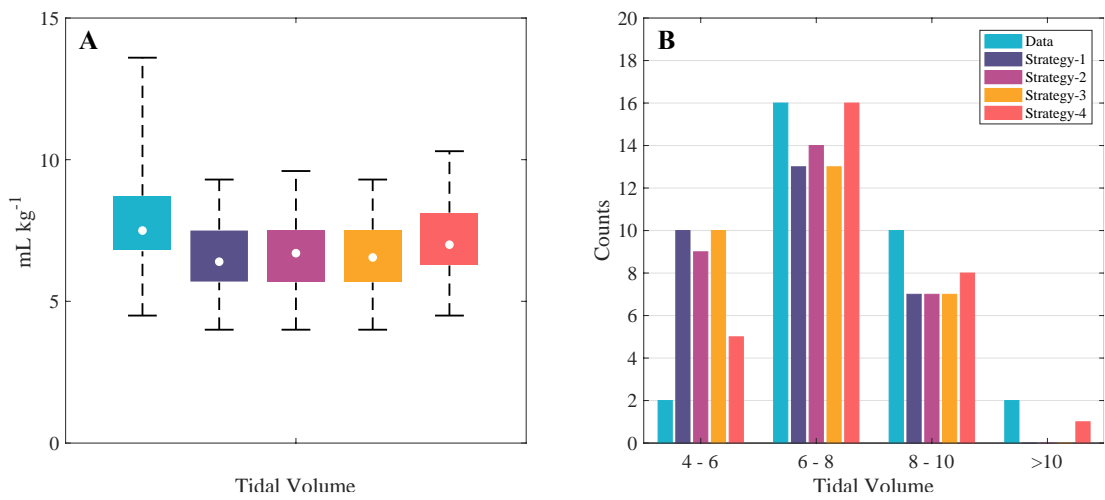 A
15
10
5
0
mL kg-1
Tidal Volume
B
20
18
16
14
12
10
8
6
4
2
0
Counts
Data
Strategy-1
Strategy-2
Strategy-3
Strategy-4
4 - 6
6 - 8
8 - 10
>10
Tidal Volume